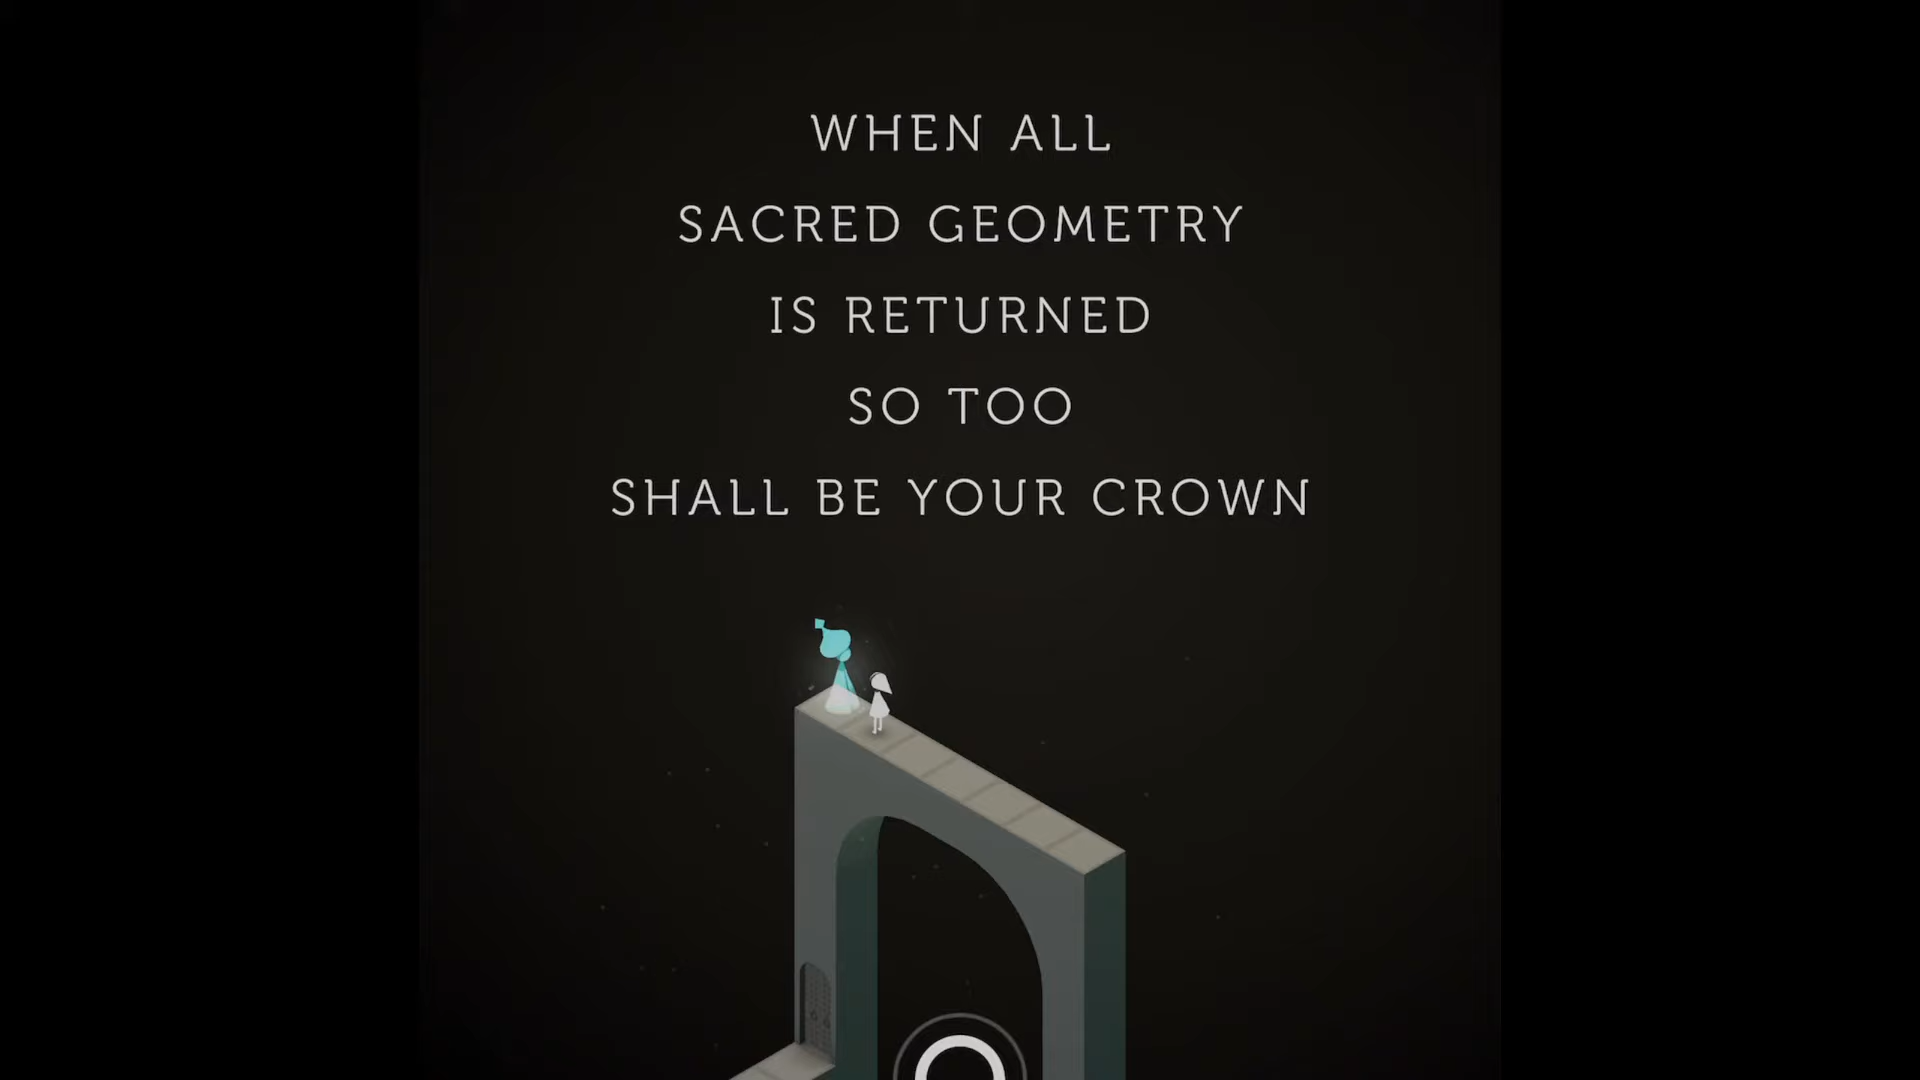 WHEN ALL
SACRED GEOMETRY
IS RETURNED
SO TOO
SHALL BE YOUR CROWN